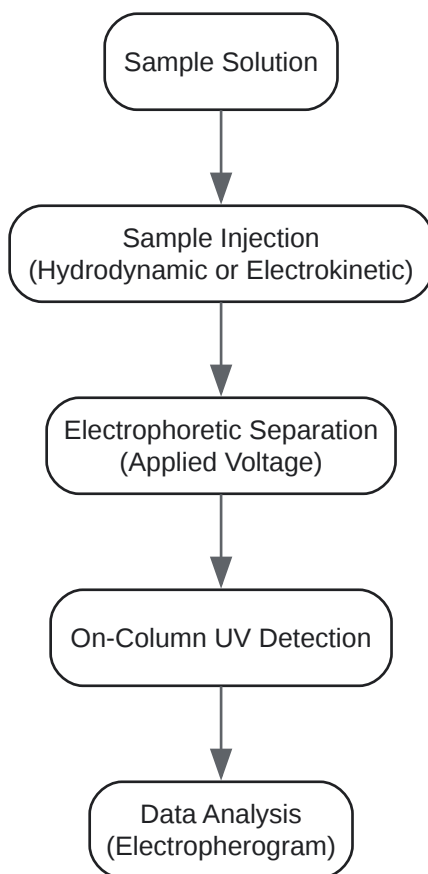 Sample Solution
Sample Injection
(Hydrodynamic or Electrokinetic)
Electrophoretic Separation
(Applied Voltage)
On-Column UV Detection
Data Analysis
(Electropherogram)